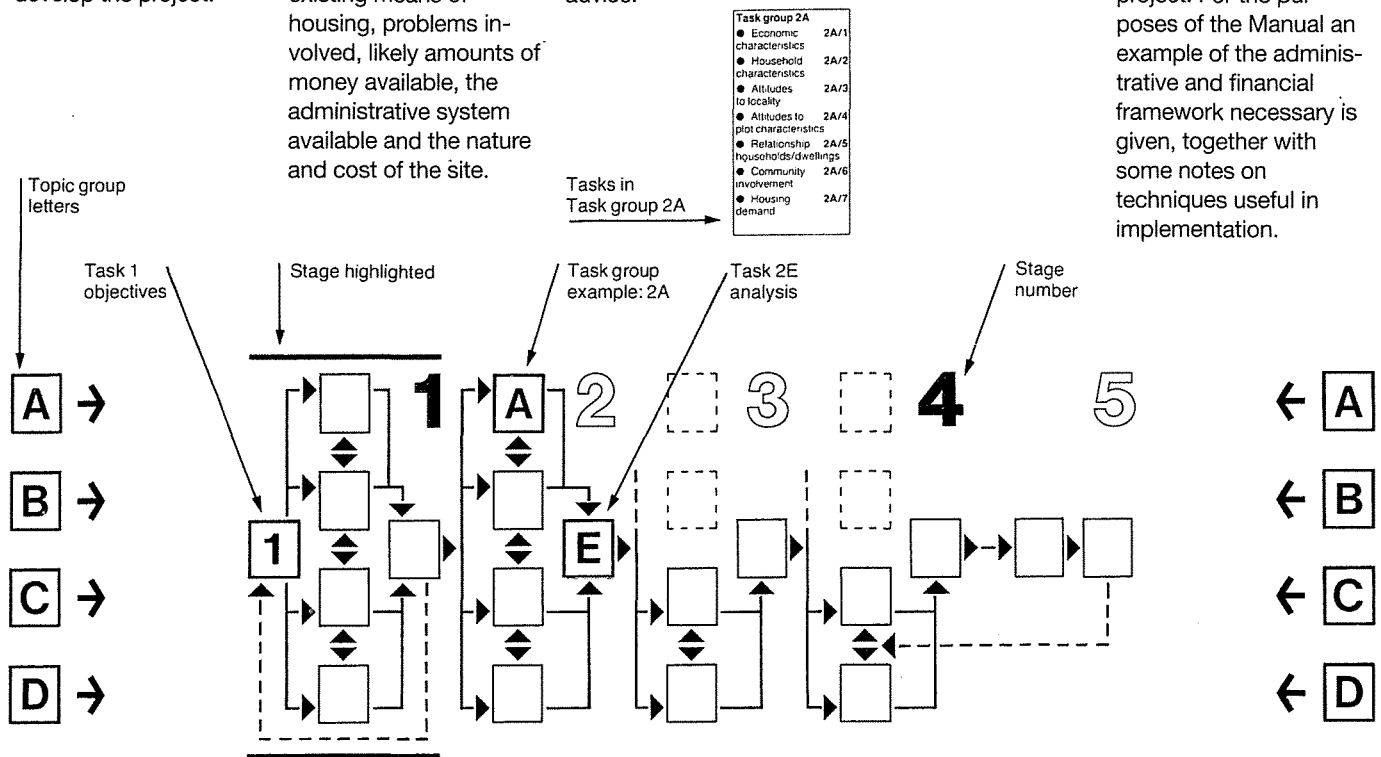 develop the project.
existing means of
housing, problems in-
volved, likely amounts of
money available, the
administrative system
available and the nature
and cost of the site.
advice.
Task group 2A
● Economic 2A/1
characteristics
● Household 2A/2
characteristics
● Attitudes 2A/3
to locality
● Attitudes to 2A/4
plot characteristics
● Relationship 2A/5
households/dwellings
● Community 2A/6
involvement
● Housing 2A/7
demand
project. For the pur-
poses of the Manual an
example of the adminis-
trative and financial
framework necessary is
given, together with
some notes on
techniques useful in
implementation.
Topic group
letters
Tasks in
Task group 2A
Task 1
objectives
Stage highlighted
Task group
example: 2A
Task 2E
analysis
Stage
number
A 1 A 2 3 4 5 A
B B
1 E
C C
D D